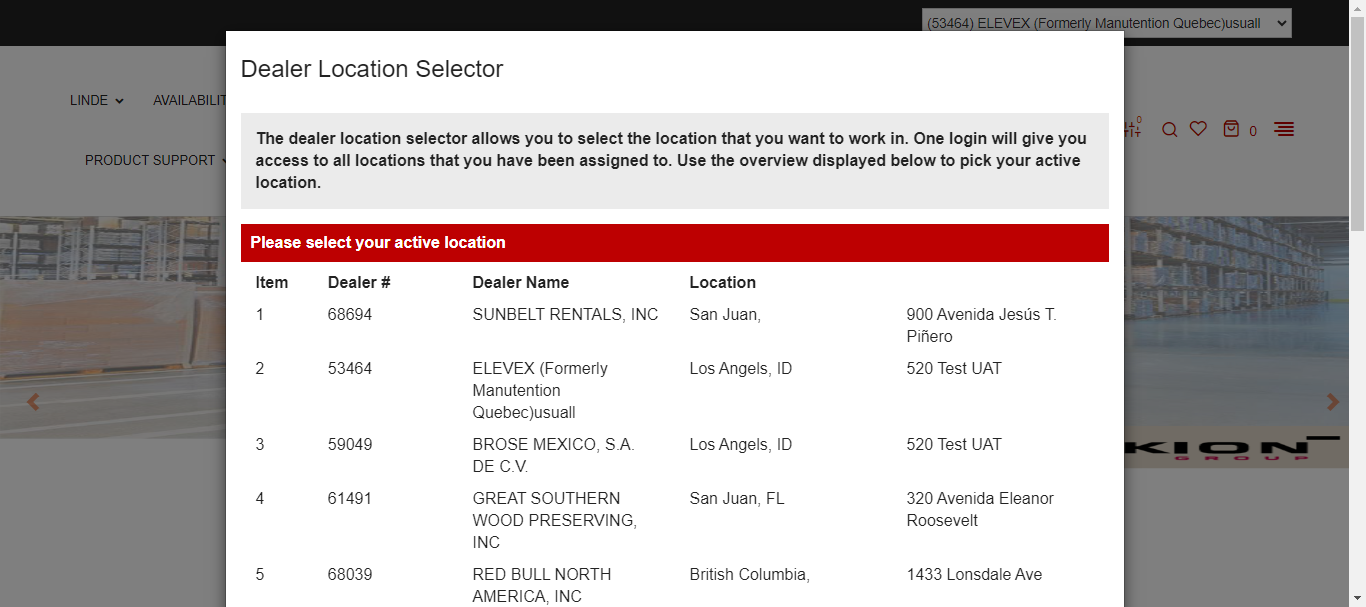 (53464) ELEVEX (Formerly Manutention Quebec)usuall
Dealer Location Selector
LINDE
AVAILABILIT
0
0
PRODUCT SUPPORT
The dealer location selector allows you to select the location that you want to work in. One login will give you
access to all locations that you have been assigned to. Use the overview displayed below to pick your active
location.
Please select your active location
Item Dealer # Dealer Name Location
1 68694 SUNBELT RENTALS, INC San Juan, 900 Avenida Jesús T.
Piñero
2 53464 ELEVEX (Formerly Los Angels, ID 520 Test UAT
Manutention
Quebec)usuall
3 59049 BROSE MEXICO, S.A. Los Angels, ID 520 Test UAT
DE C.V.
KION
GROUP
4 61491 GREAT SOUTHERN San Juan, FL 320 Avenida Eleanor
WOOD PRESERVING, Roosevelt
INC
5 68039 RED BULL NORTH British Columbia, 1433 Lonsdale Ave
AMERICA, INC